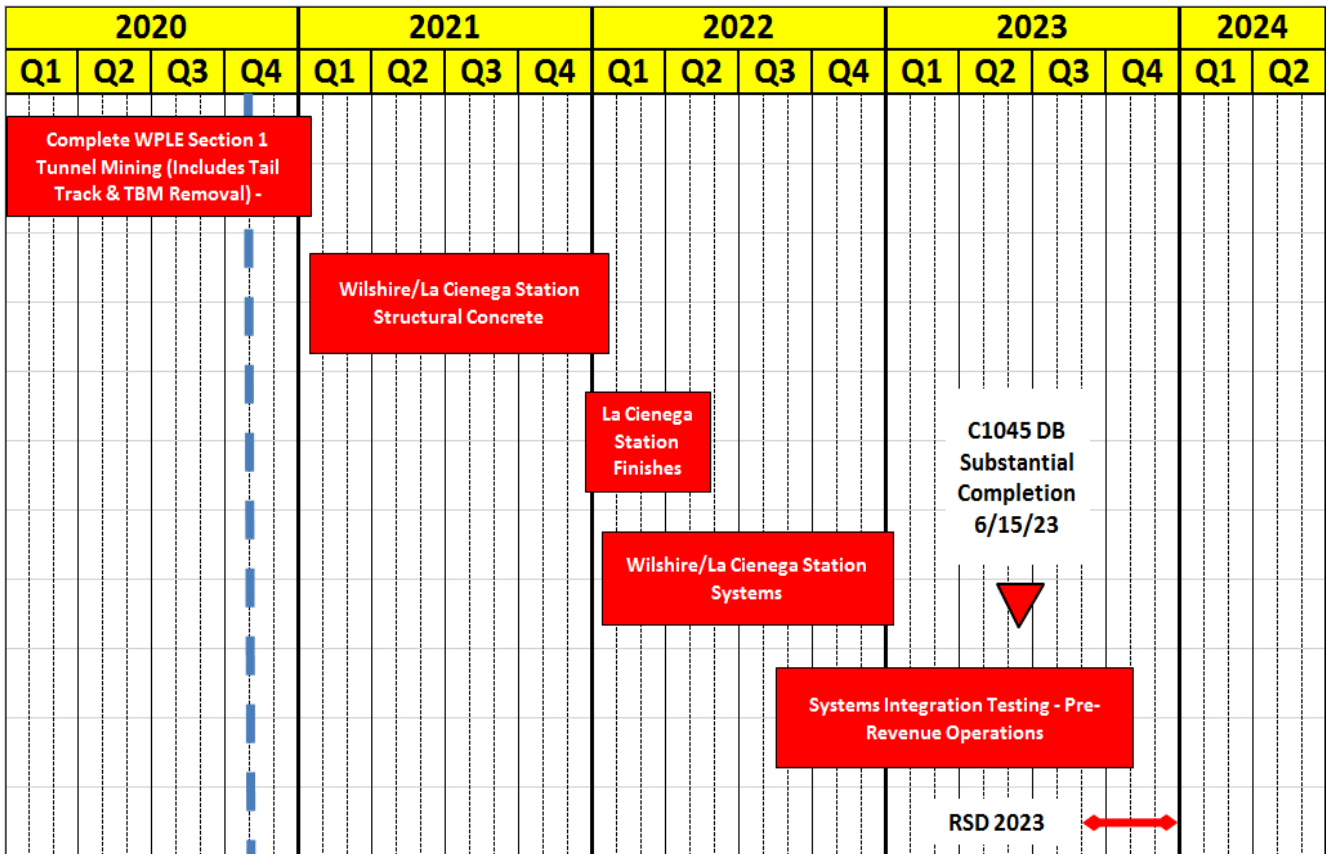 2020 2021 2022 2023 2024
Q1 Q2 Q3 Q4 Q1 Q2 Q3 Q4 Q1 Q2 Q3 Q4 Q1 Q2 Q3 Q4 Q1 Q2
Complete WPLE Section 1
Tunnel Mining (Includes Tail
Track & TBM Removal) -
Wilshire/La Cienega Station
Structural Concrete
La Cienega
Station
Finishes
C1045 DB
Substantial
Completion
6/15/23
Wilshire/La Cienega Station
Systems
Systems Integration Testing - Pre-
Revenue Operations
RSD 2023